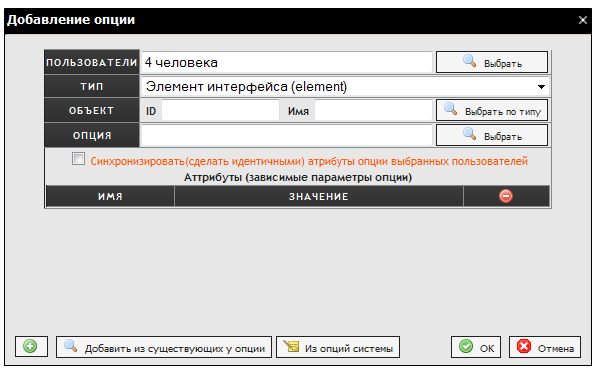 Добавление опции
ПОЛЬЗОВАТЕЛИ 4 человека Выбрать
ТИП Элемент интерфейса (element)
ОБЪЕКТ ID Имя Выбрать по типу
ОПЦИЯ Выбрать
Синхронизировать(сделать идентичными) атрибуты опции выбранных пользователей
Аттрибуты (зависимые параметры опции)
ИМЯ ЗНАЧЕНИЕ
Добавить из существующих у опции Из опций системы ОК Отмена